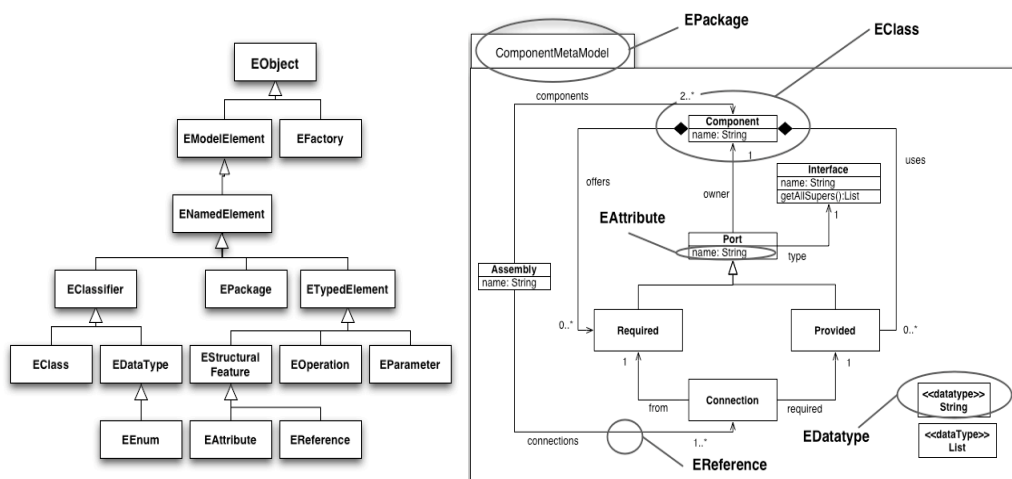 EObject
EModelElement
EFactory
ENamedElement
EClassifier
EPackage
ETypedElement
EClass
EDataType
EStructural
Feature
EOperation
EParameter
EEnum
EAttribute
EReference
EPackage
EClass
ComponentMetaModel
components
2..*
Component
name: String
1
offers
owner
uses
Interface
name: String
getAllSupers():List
1
EAttribute
Port
name: String
type
Assembly
name: String
0..*
Required
Provided
0..*
1
1
from
Connection
required
connections
1..*
EReference
EDatatype
<<datatype>>
String
<<dataType>>
List